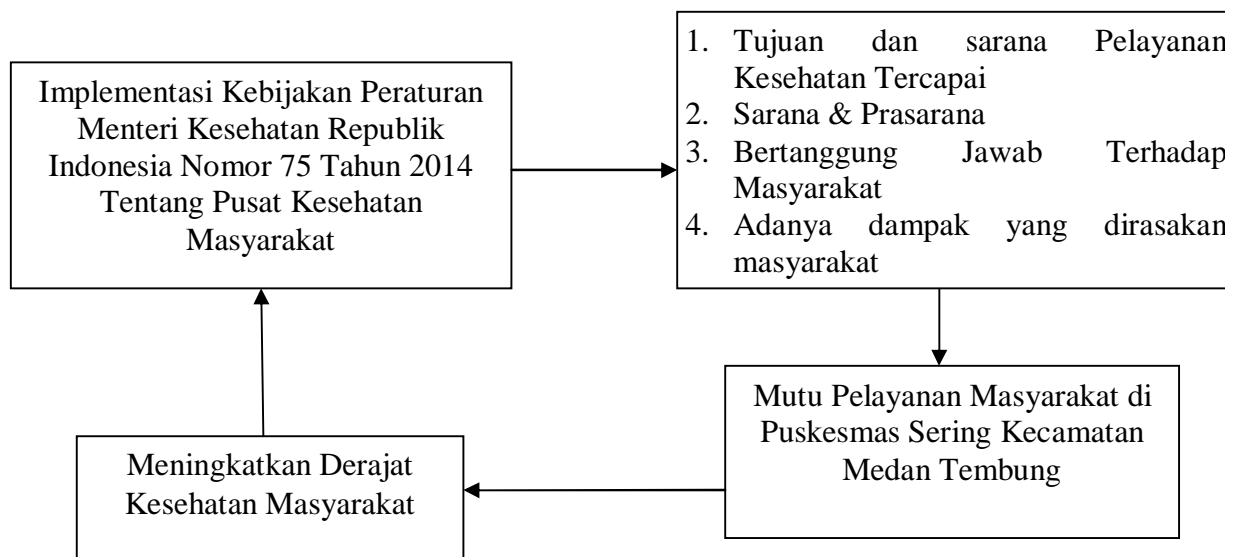 Implementasi Kebijakan Peraturan
Menteri Kesehatan Republik
Indonesia Nomor 75 Tahun 2014
Tentang Pusat Kesehatan
Masyarakat
1. Tujuan dan sarana Pelayanan
Kesehatan Tercapai
2. Sarana & Prasarana
3. Bertanggung Jawab Terhadap
Masyarakat
4. Adanya dampak yang dirasakan
masyarakat
Mutu Pelayanan Masyarakat di
Puskesmas Sering Kecamatan
Medan Tembung
Meningkatkan Derajat
Kesehatan Masyarakat